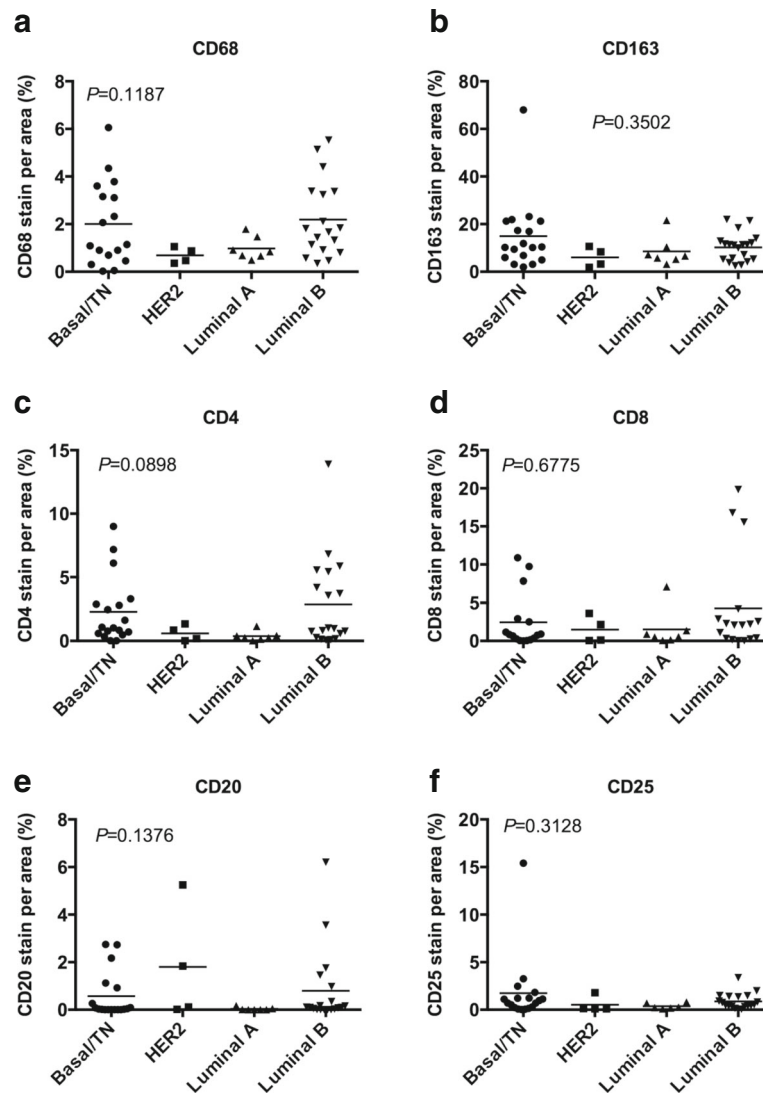 a
CD68
CD68 stain per area (%)
P=0.1187
8
6
4
2
0
Basal/TN
HER2
Luminal A
Luminal B
b
CD163
CD163 stain per area (%)
P=0.3502
80
60
40
20
0
Basal/TN
HER2
Luminal A
Luminal B
c
CD4
CD4 stain per area (%)
P=0.0898
15
10
5
0
Basal/TN
HER2
Luminal A
Luminal B
d
CD8
CD8 stain per area (%)
P=0.6775
25
20
15
10
5
0
Basal/TN
HER2
Luminal A
Luminal B
e
CD20
CD20 stain per area (%)
P=0.1376
8
6
4
2
0
Basal/TN
HER2
Luminal A
Luminal B
f
CD25
CD25 stain per area (%)
P=0.3128
20
15
10
5
0
Basal/TN
HER2
Luminal A
Luminal B